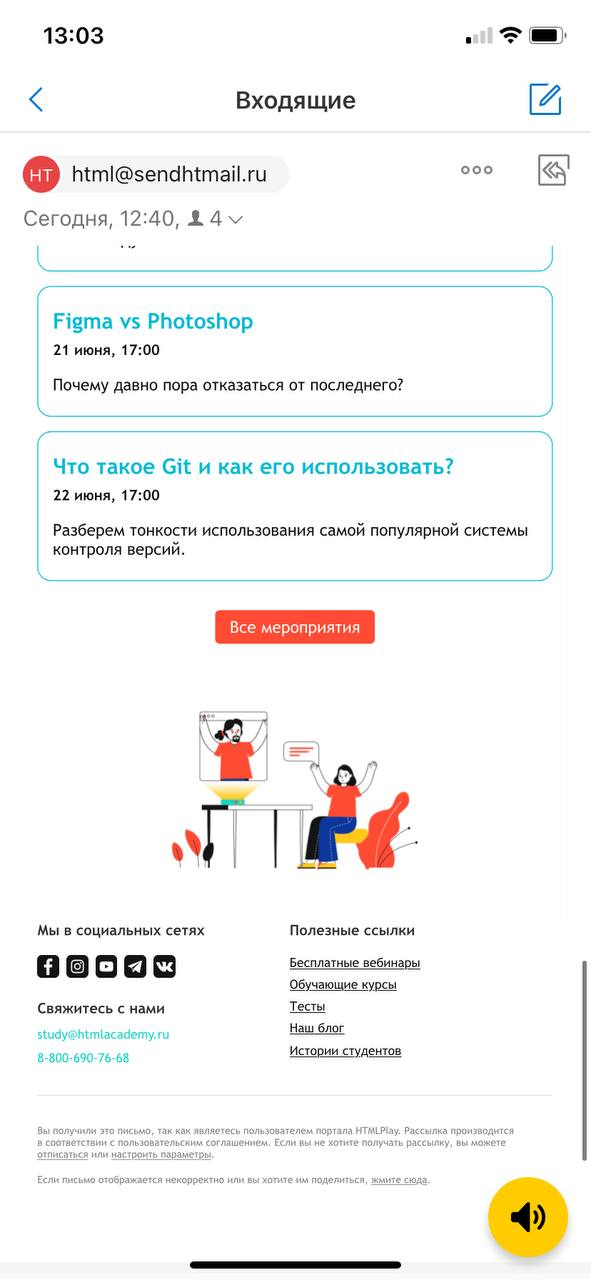 13:03
Входящие
HT
html@sendhtmail.ru
Сегодня, 12:40, 4
Figma vs Photoshop
21 июня, 17:00
Почему давно пора отказаться от последнего?
Что такое Git и как его использовать?
22 июня, 17:00
Разберем тонкости использования самой популярной системы
контроля версий.
Все мероприятия
Мы в социальных сетях
Свяжитесь с нами
study@htmlacademy.ru
8-800-690-76-68
Полезные ссылки
Бесплатные вебинары
Обучающие курсы
Тесты
Наш блог
Истории студентов
Вы получили это письмо, так как являетесь пользователем портала HTMLPlay. Рассылка производится
в соответствии с пользовательским соглашением. Если вы не хотите получать рассылку, вы можете
отписаться или настроить параметры.
Если письмо отображается некорректно или вы хотите им поделиться, жмите сюда.